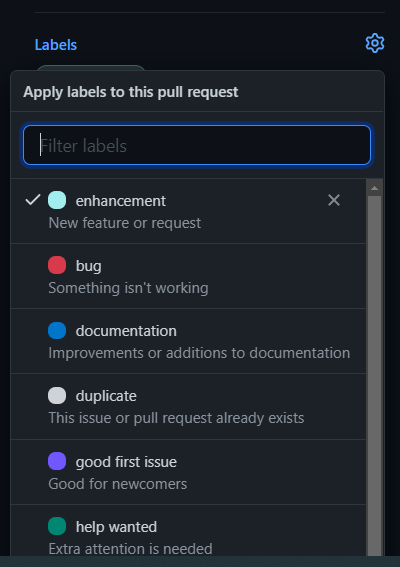 Labels
Apply labels to this pull request
Filter labels
enhancement
New feature or request
bug
Something isn't working
documentation
Improvements or additions to documentation
duplicate
This issue or pull request already exists
good first issue
Good for newcomers
help wanted
Extra attention is needed